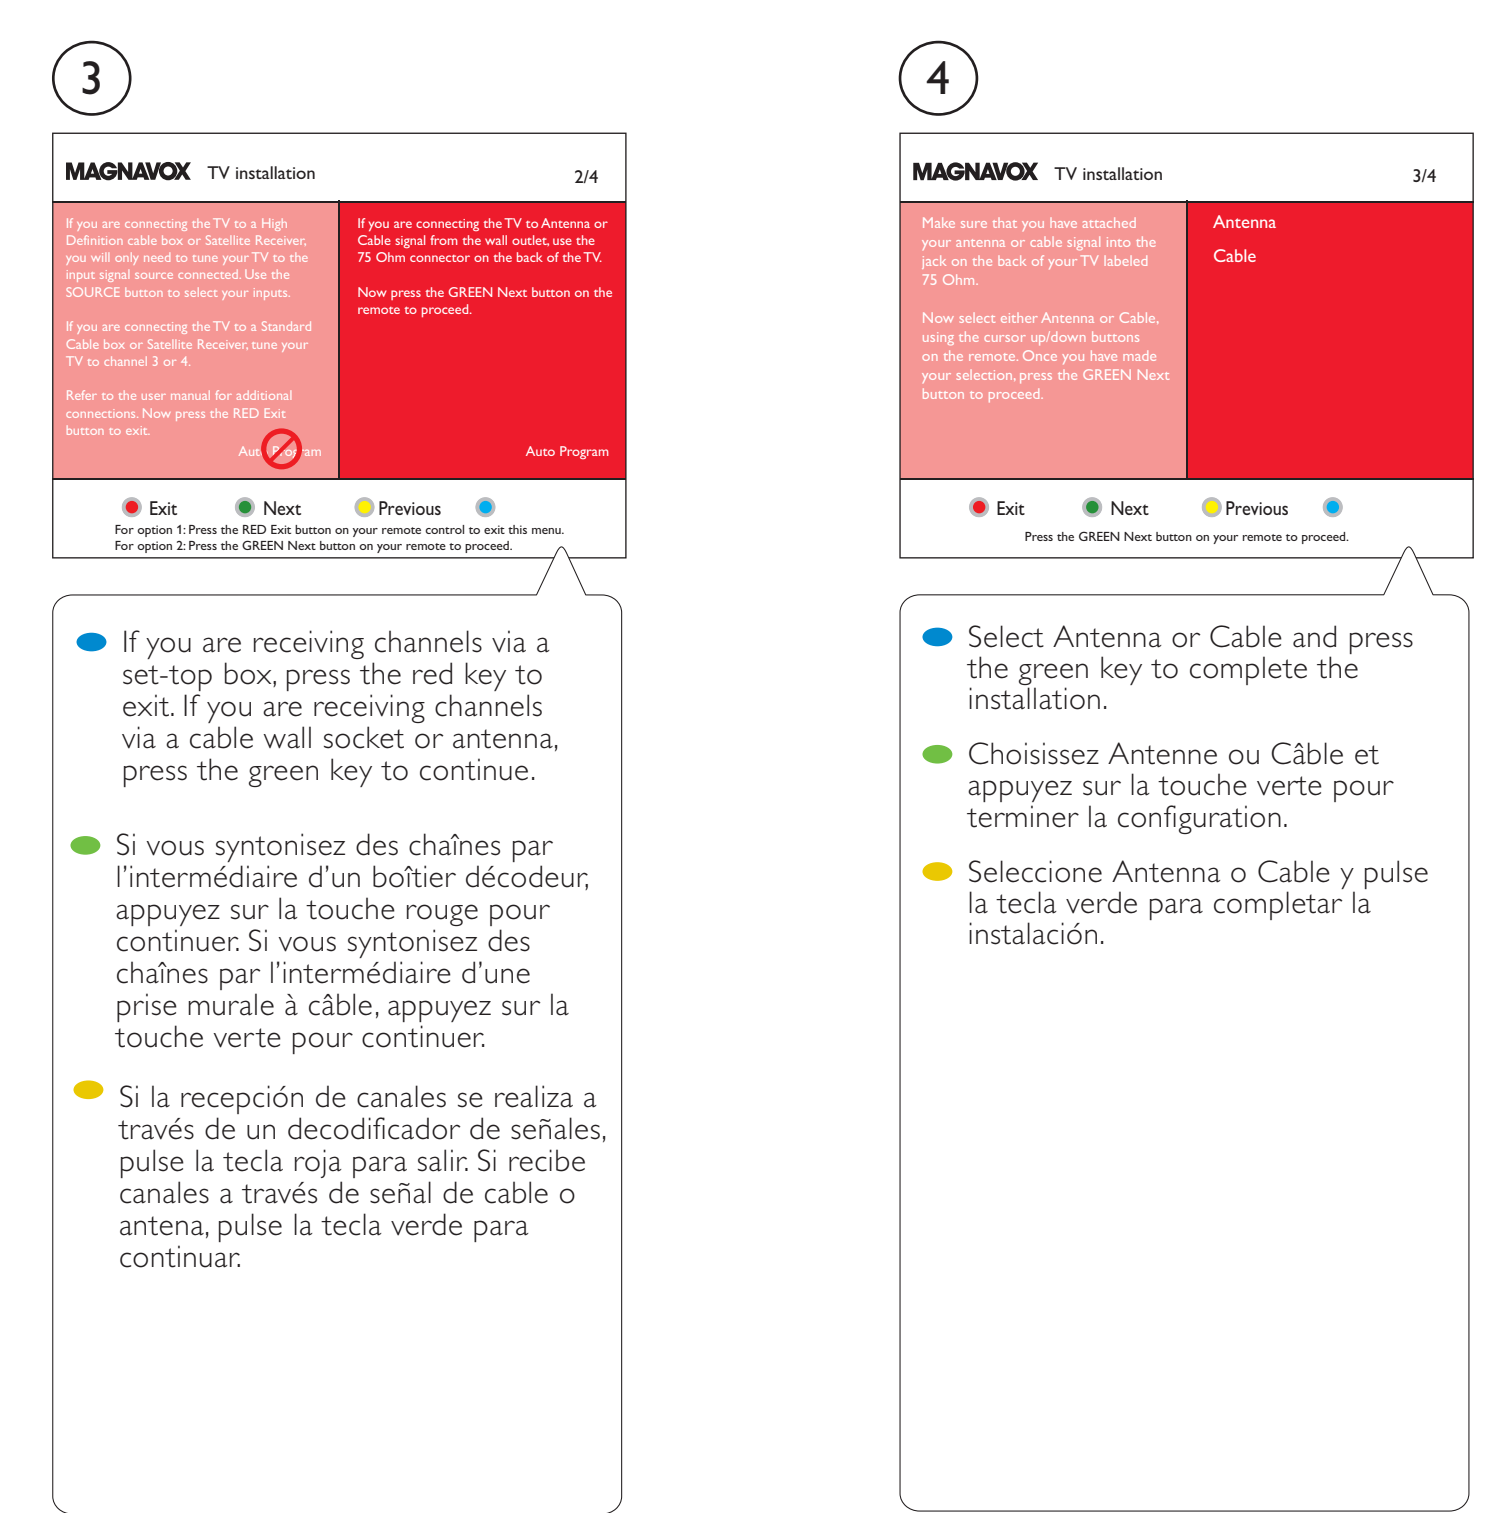 3
MAGNAVOX TV installation 2/4
If you are connecting the TV to a High
Definition cable box or Satellite Receiver,
you will only need to tune your TV to the
input signal source connected. Use the
SOURCE button to select your inputs.
If you are connecting the TV to a Standard
Cable box or Satellite Receiver, tune your
TV to channel 3 or 4.
Refer to the user manual for additional
connections. Now press the RED Exit
button to exit.
Auto Program
If you are connecting the TV to Antenna or
Cable signal from the wall outlet, use the
75 Ohm connector on the back of the TV.
Now press the GREEN Next button on the
remote to proceed.
Auto Program
Exit Next Previous
For option 1: Press the RED Exit button on your remote control to exit this menu.
For option 2: Press the GREEN Next button on your remote to proceed.
If you are receiving channels via a
set-top box, press the red key to
exit. If you are receiving channels
via a cable wall socket or antenna,
press the green key to continue.
Si vous syntonisez des chaînes par
l'intermédiaire d'un boîtier décodeur,
appuyez sur la touche rouge pour
continuer. Si vous syntonisez des
chaînes par l'intermédiaire d'une
prise murale à câble, appuyez sur la
touche verte pour continuer.
Si la recepción de canales se realiza a
través de un decodificador de señales,
pulse la tecla roja para salir. Si recibe
canales a través de señal de cable o
antena, pulse la tecla verde para
continuar.
4
MAGNAVOX TV installation 3/4
Make sure that you have attached
your antenna or cable signal into the
jack on the back of your TV labeled
75 Ohm.
Now select either Antenna or Cable,
using the cursor up/down buttons
on the remote. Once you have made
your selection, press the GREEN Next
button to proceed.
Antenna
Cable
Exit Next Previous
Press the GREEN Next button on your remote to proceed.
Select Antenna or Cable and press
the green key to complete the
installation.
Choisissez Antenne ou Câble et
appuyez sur la touche verte pour
terminer la configuration.
Seleccione Antenna o Cable y pulse
la tecla verde para completar la
instalación.